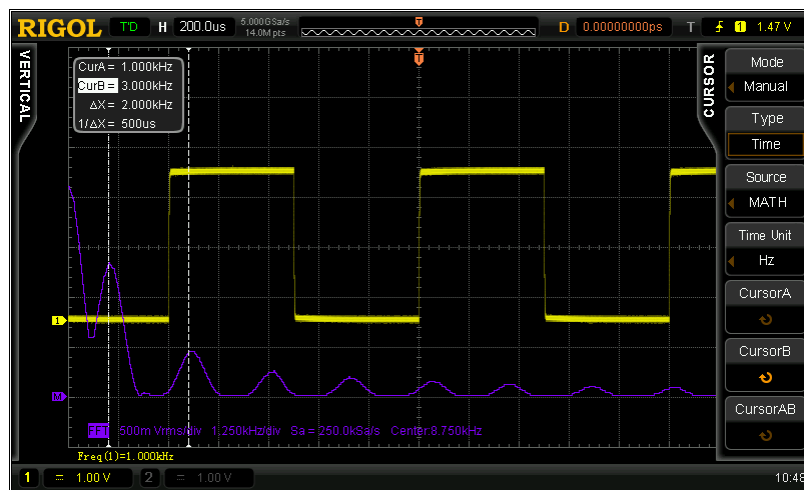 RIGOL T'D H 200.0us 5.000GSa/s 14.0Mpts D 0.00000000ps T 1 1.47 V
VERTICAL
CurA = 1.000kHz
CurB = 3.000kHz
ΔX = 2.000kHz
1/ΔX = 500us
T
CURSOR
Mode
Manual
Type
Time
Source
MATH
Time Unit
Hz
CursorA
CursorB
CursorAB
1
M
FFT 500m Vrms/div 1.250kHz/div Sa = 250.0kSa/s Center:8.750kHz
Freq(1)=1.000kHz
1 = 1.00 V 2 = 1.00 V 10:48